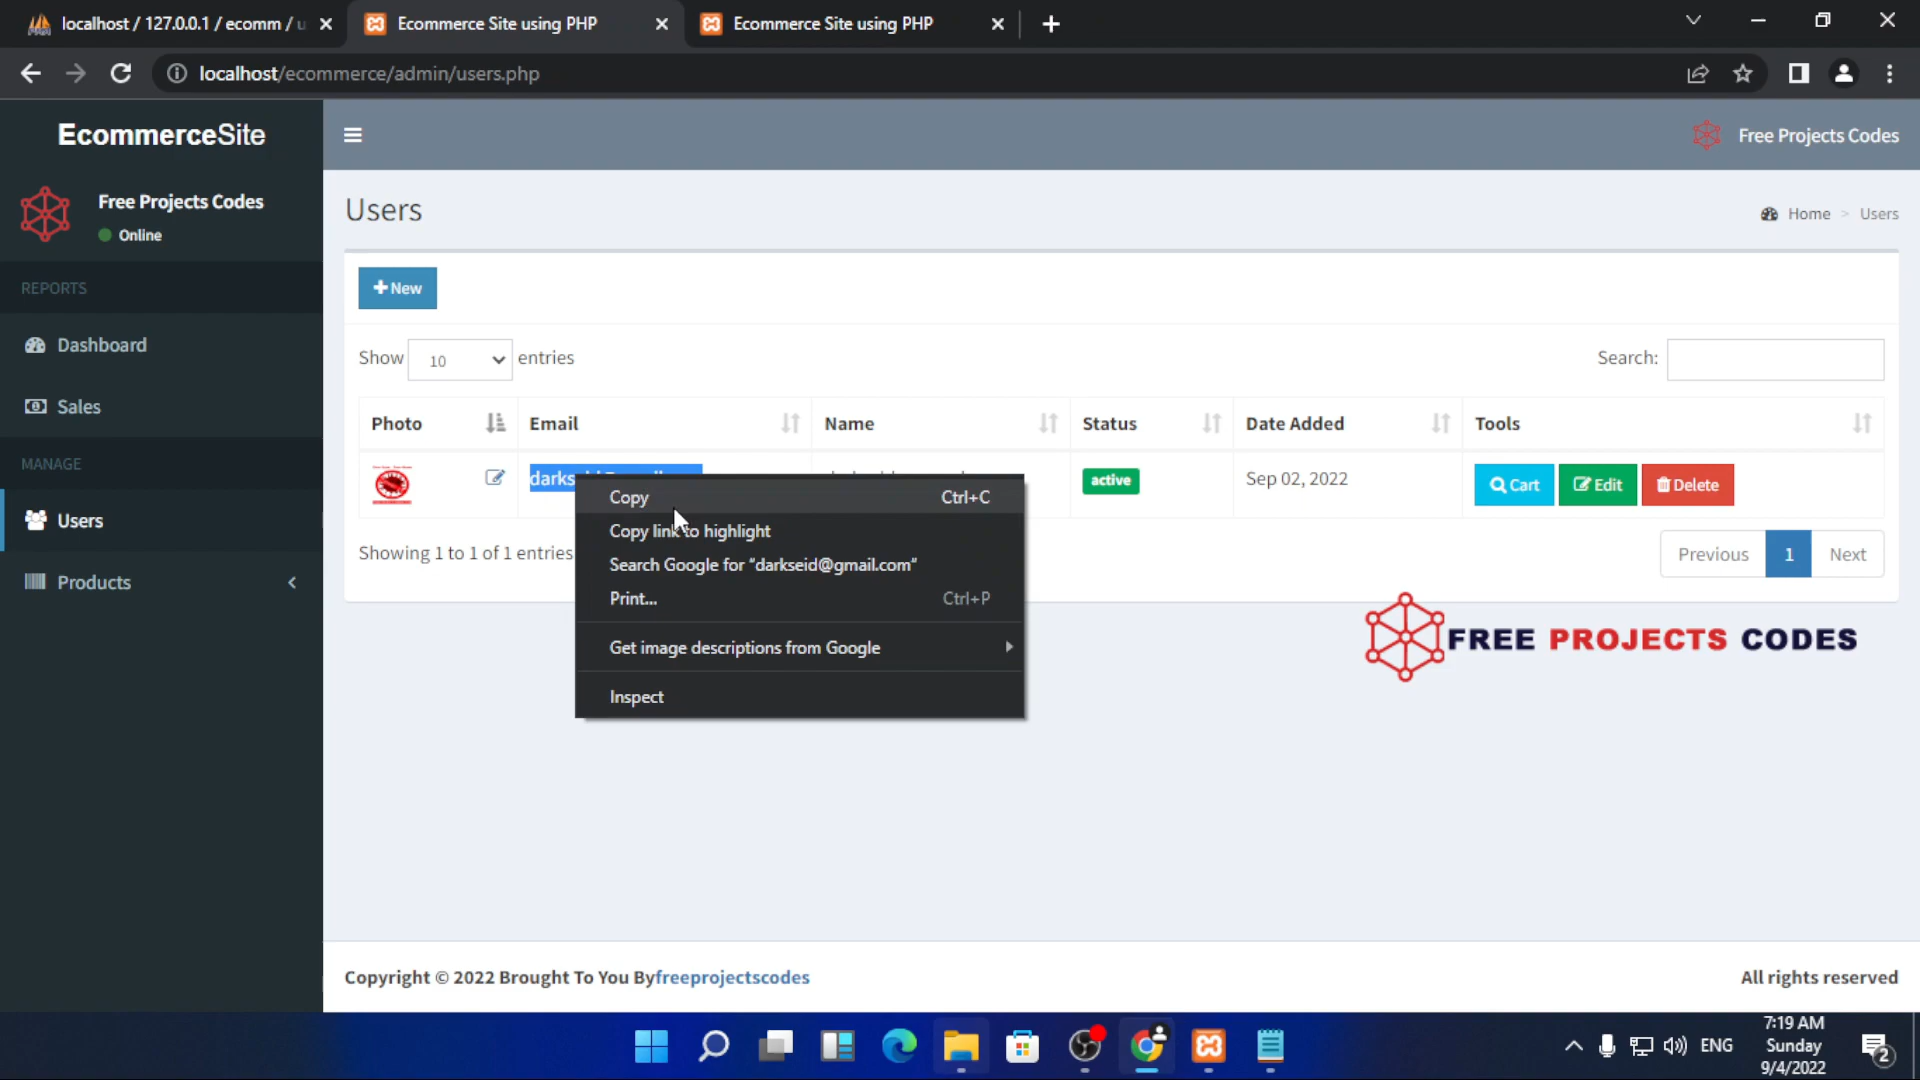 localhost / 127.0.0.1 / ecomm / u
Ecommerce Site using PHP
Ecommerce Site using PHP
localhost/ecommerce/admin/users.php
EcommerceSite
Free Projects Codes
Free Projects Codes
Online
Users
Home > Users
REPORTS
New
Dashboard
Show 10 entries
Search:
Sales
Photo Email Name Status Date Added Tools
MANAGE
darks
active
Sep 02, 2022
Cart
Edit
Delete
Users
Copy Ctrl+C
Copy link to highlight
Showing 1 to 1 of 1 entries
Previous 1 Next
Search Google for “darkseid@gmail.com”
Products
Print... Ctrl+P
FREE PROJECTS CODES
Get image descriptions from Google
Inspect
Copyright © 2022 Brought To You Byfreeprojectscodes
All rights reserved
ENG
7:19 AM
Sunday
9/4/2022
2